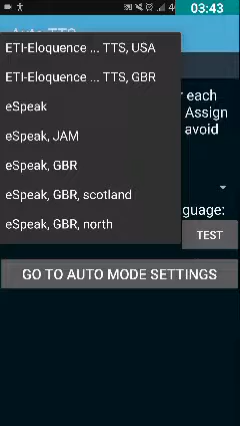 03:43
ETI-Eloquence ... TTS, USA
ETI-Eloquence ... TTS, GBR
each
eSpeak
Assign
eSpeak, JAM
avoid
eSpeak, GBR
eSpeak, GBR, scotland
guage:
eSpeak, GBR, north
TEST
GO TO AUTO MODE SETTINGS